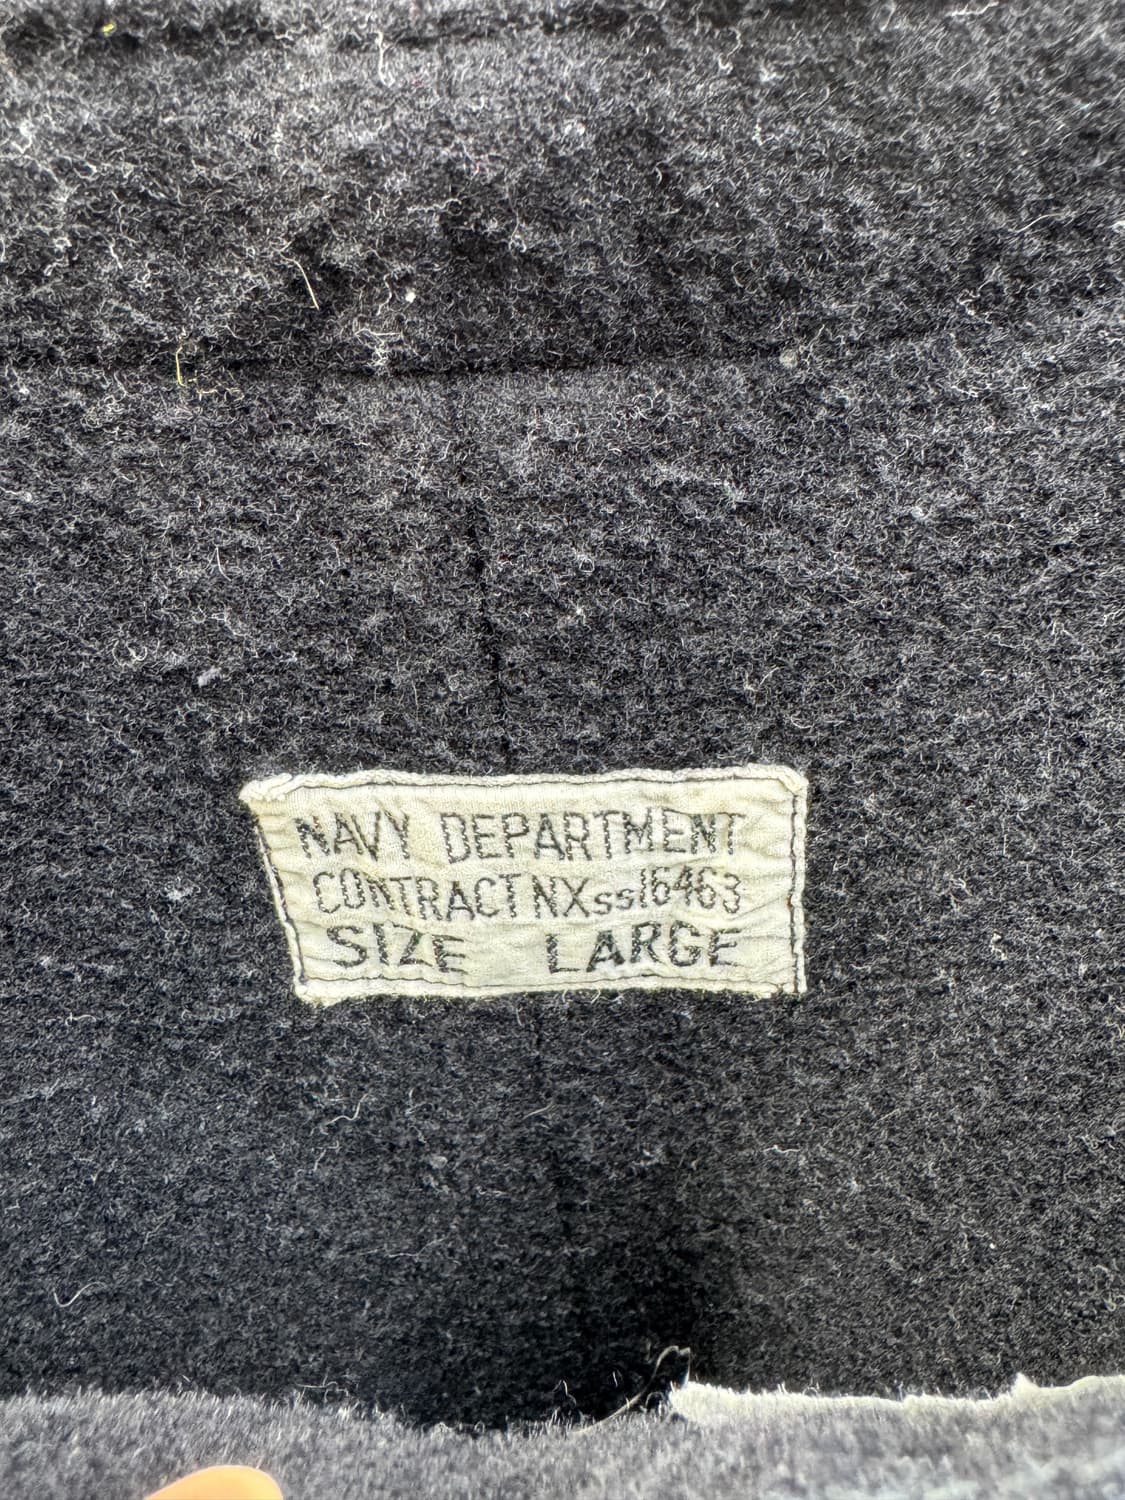 NAVY DEPARTMENT
CONTRACT NXss16463
SIZE LARGE